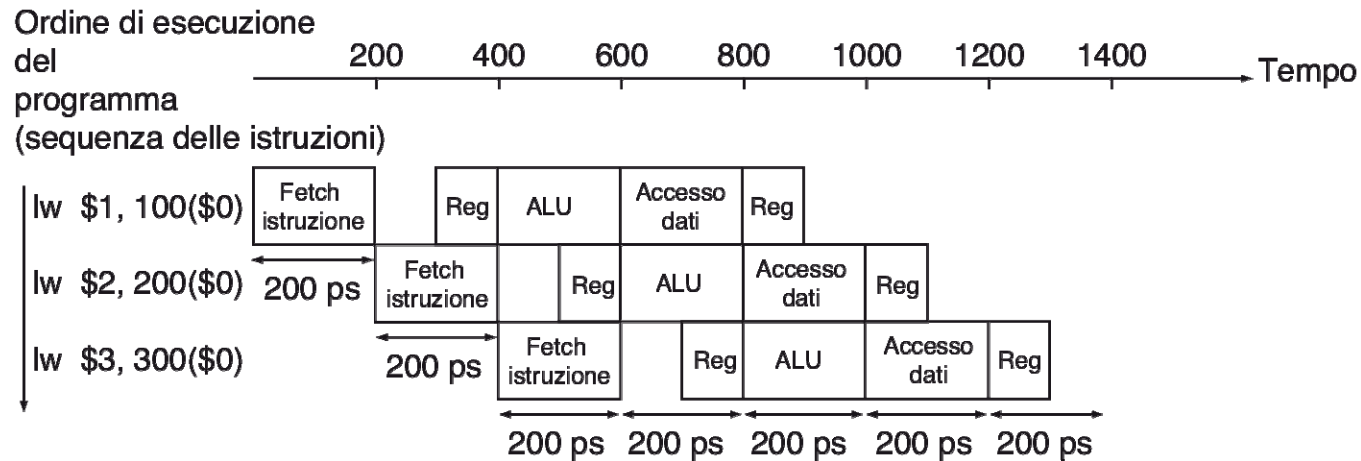 Ordine di esecuzione
del
programma
(sequenza delle istruzioni)
200 400 600 800 1000 1200 1400
Tempo
lw $1, 100($0)
Fetch
istruzione
Reg
ALU
Accesso
dati
Reg
lw $2, 200($0)
200 ps
Fetch
istruzione
Reg
ALU
Accesso
dati
Reg
lw $3, 300($0)
200 ps
Fetch
istruzione
Reg
ALU
Accesso
dati
Reg
200 ps 200 ps 200 ps 200 ps 200 ps